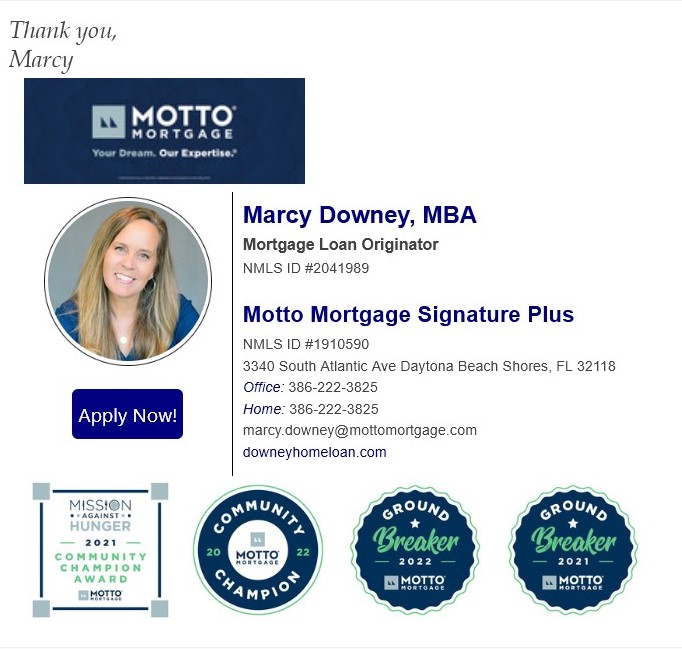 Thank you,
Marcy
MOTTO®
MORTGAGE
Your Dream. Our Expertise.®
Marcy Downey, MBA
Mortgage Loan Originator
NMLS ID #2041989
Motto Mortgage Signature Plus
NMLS ID #1910590
3340 South Atlantic Ave Daytona Beach Shores, FL 32118
Office: 386-222-3825
Home: 386-222-3825
marcy.downey@mottomortgage.com
downeyhomeloan.com
Apply Now!
MISSION
AGAINST
HUNGER
2021
COMMUNITY
CHAMPION
AWARD
MOTTO
MORTGAGE
COMMUNITY
20 22
MOTTO
MORTGAGE
CHAMPION
GROUND
Breaker
2022
MOTTO
MORTGAGE
GROUND
Breaker
2021
MOTTO
MORTGAGE